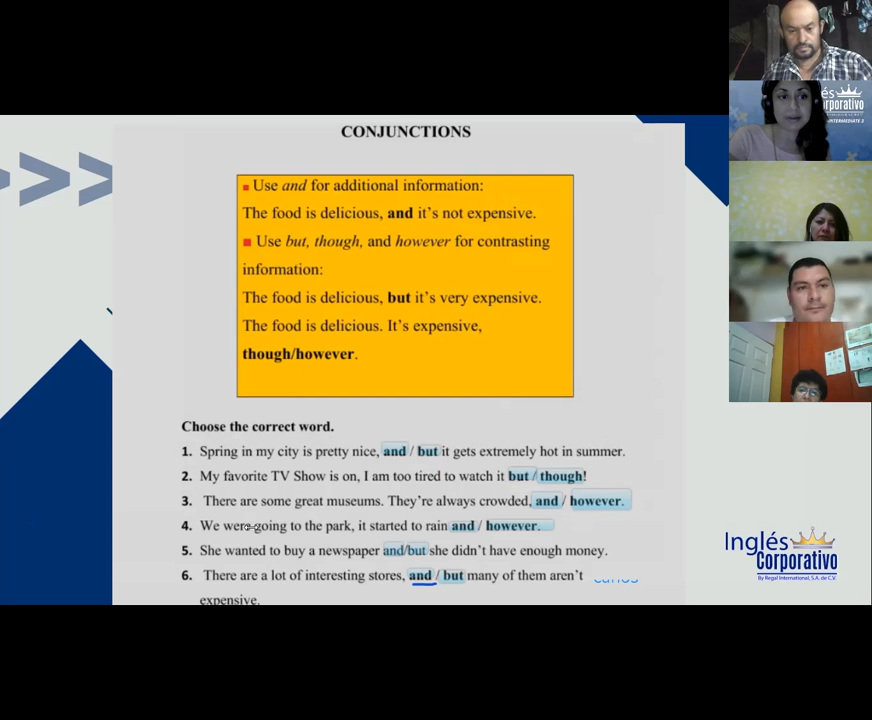 CONJUNCTIONS
■ Use and for additional information:
The food is delicious, and it's not expensive.
■ Use but, though, and however for contrasting
information:
The food is delicious, but it's very expensive.
The food is delicious. It's expensive,
though/however.
Choose the correct word.
1. Spring in my city is pretty nice, and / but it gets extremely hot in summer.
2. My favorite TV Show is on, I am too tired to watch it but / though!
3. There are some great museums. They're always crowded, and / however.
4. We were going to the park, it started to rain and / however.
5. She wanted to buy a newspaper and/but she didn't have enough money.
6. There are a lot of interesting stores, and / but many of them aren't
expensive.
Inglés
Corporativo
By Regal International, S.A. de C.V.
és
orporativo
INTERMEDIATE 2